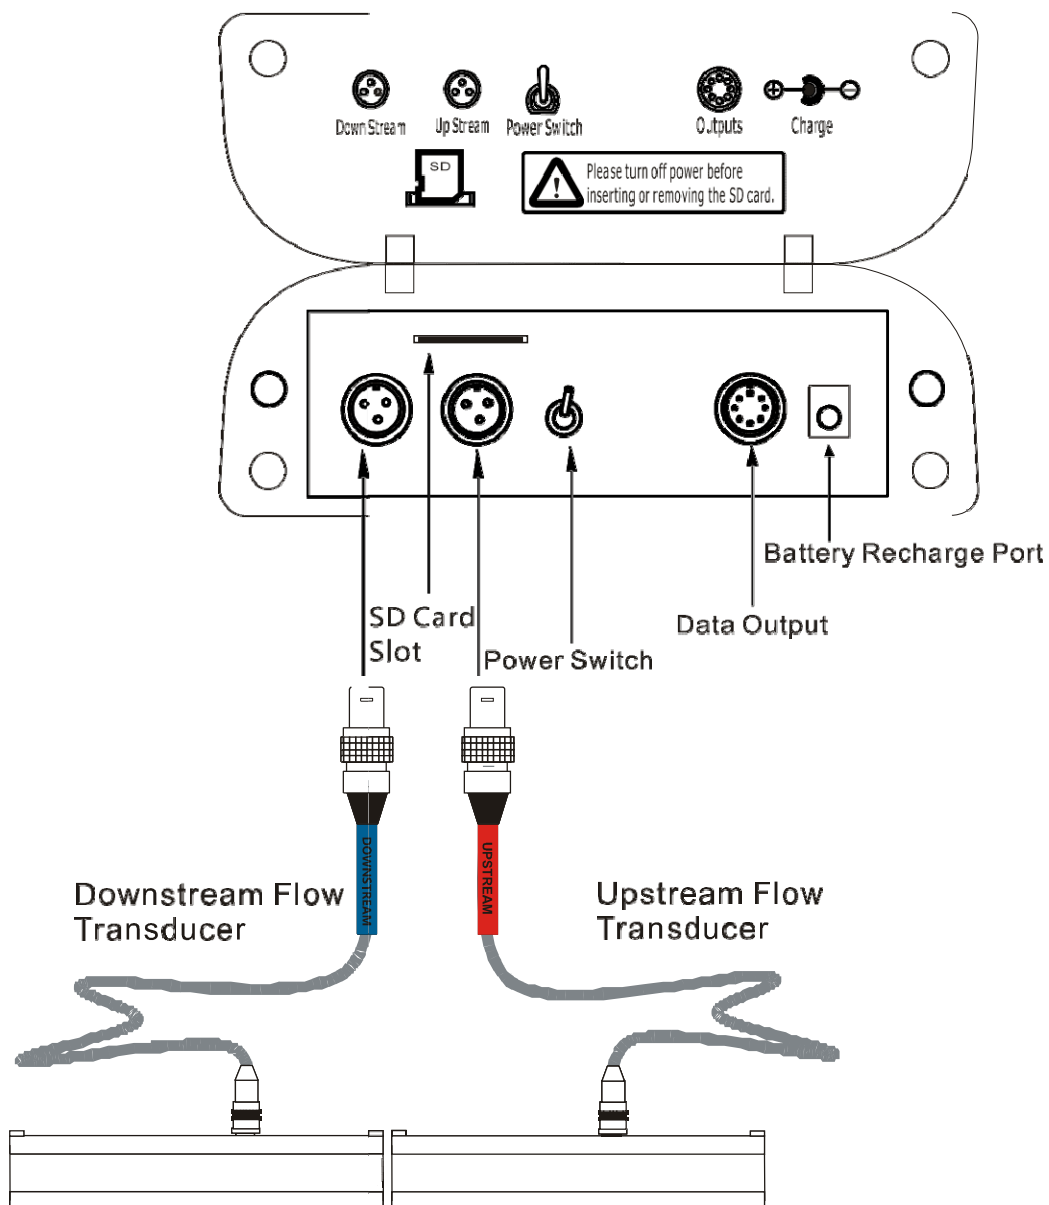 Down Stream
Up Stream
Power Switch
Outputs
Charge
SD
Please turn off power before
inserting or removing the SD card.
Battery Recharge Port
SD Card
Slot
Data Output
Power Switch
DOWNSTREAM
UPSTREAM
Downstream Flow
Transducer
Upstream Flow
Transducer